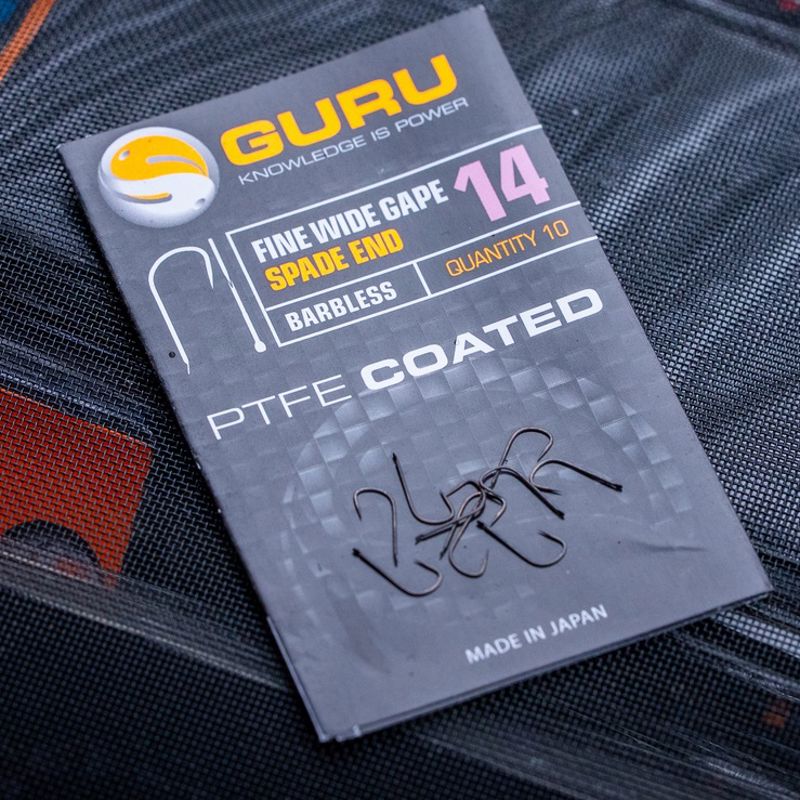 GURU
KNOWLEDGE IS POWER
FINE WIDE GAPE 14
SPADE END
BARBLESS
QUANTITY 10
PTFE COATED
MADE IN JAPAN